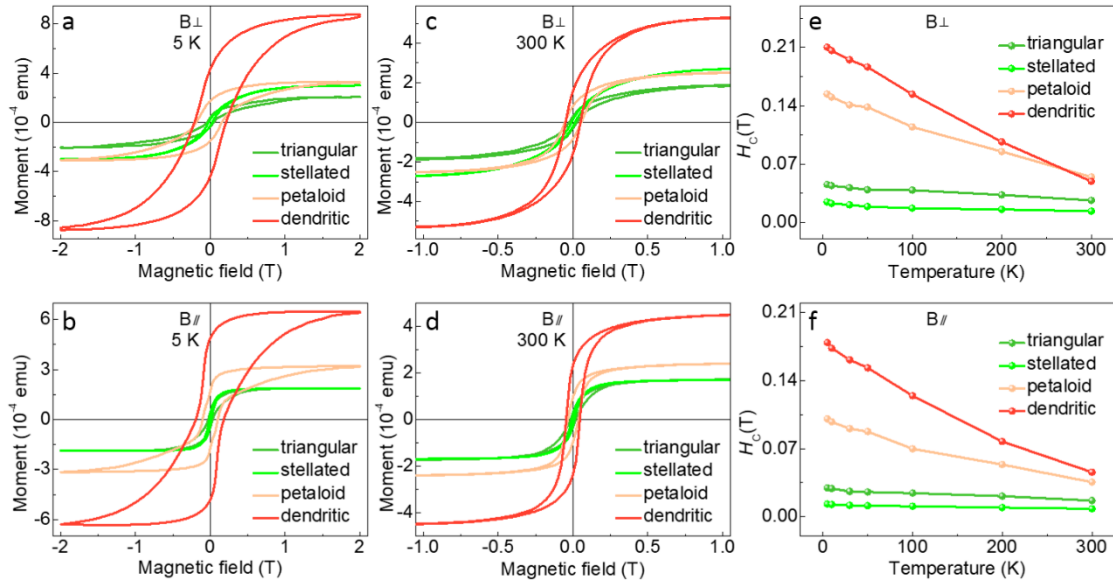 a
B⊥
5 K
8
4
0
-4
-8
Moment (10⁻⁴ emu)
triangular
stellated
petaloid
dendritic
-2
-1
0
1
2
Magnetic field (T)
c
B⊥
300 K
4
2
0
-2
-4
Moment (10⁻⁴ emu)
triangular
stellated
petaloid
dendritic
-1.0
-0.5
0.0
0.5
1.0
Magnetic field (T)
e
B⊥
0.21
0.14
0.07
0.00
H_C(T)
triangular
stellated
petaloid
dendritic
0
100
200
300
Temperature (K)
b
B//
5 K
6
3
0
-3
-6
Moment (10⁻⁴ emu)
triangular
stellated
petaloid
dendritic
-2
-1
0
1
2
Magnetic field (T)
d
B//
300 K
4
2
0
-2
-4
Moment (10⁻⁴ emu)
triangular
stellated
petaloid
dendritic
-1.0
-0.5
0.0
0.5
1.0
Magnetic field (T)
f
B//
0.21
0.14
0.07
0.00
H_C(T)
triangular
stellated
petaloid
dendritic
0
100
200
300
Temperature (K)